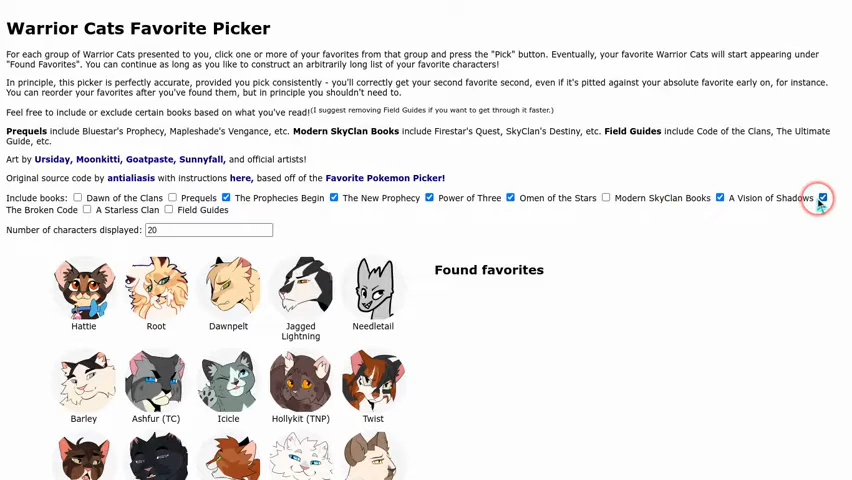 Warrior Cats Favorite Picker
For each group of Warrior Cats presented to you, click one or more of your favorites from that group and press the "Pick" button. Eventually, your favorite Warrior Cats will start appearing under
"Found Favorites". You can continue as long as you like to construct an arbitrarily long list of your favorite characters!
In principle, this picker is perfectly accurate, provided you pick consistently - you'll correctly get your second favorite second, even if it's pitted against your absolute favorite early on, for instance.
You can reorder your favorites after you've found them, but in principle you shouldn't need to.
Feel free to include or exclude certain books based on what you've read!(I suggest removing Field Guides if you want to get through it faster.)
Prequels include Bluestar's Prophecy, Mapleshade's Vengance, etc. Modern SkyClan Books include Firestar's Quest, SkyClan's Destiny, etc. Field Guides include Code of the Clans, The Ultimate
Guide, etc.
Art by Ursiday, Moonkitti, Goatpaste, Sunnyfall, and official artists!
Original source code by antialiasis with instructions here, based off of the Favorite Pokemon Picker!
Include books: Dawn of the Clans Prequels The Prophecies Begin The New Prophecy Power of Three Omen of the Stars Modern SkyClan Books A Vision of Shadows
The Broken Code A Starless Clan Field Guides
Number of characters displayed: 20
Found favorites
Hattie Root Dawnpelt Jagged Lightning Needletail
Barley Ashfur (TC) Icicle Hollykit (TNP) Twist